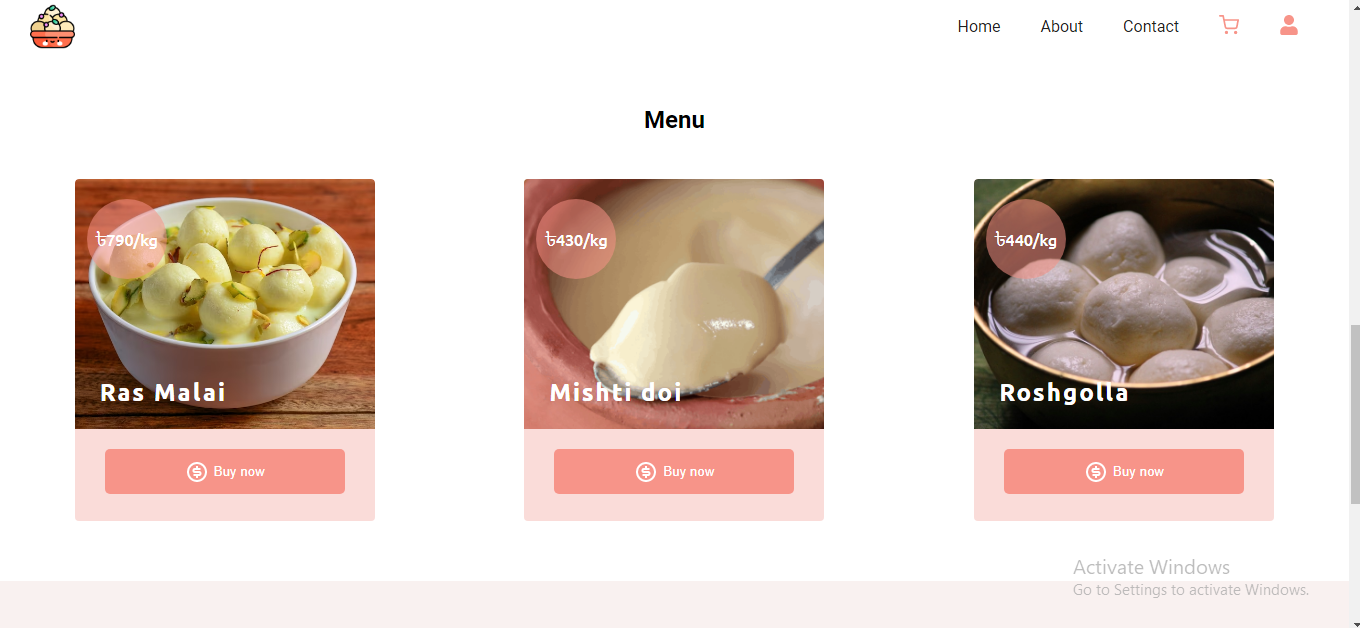 Home About Contact
Menu
৳790/kg
৳430/kg
৳440/kg
Ras Malai
Mishti doi
Roshgolla
Buy now
Buy now
Buy now
Activate Windows
Go to Settings to activate Windows.